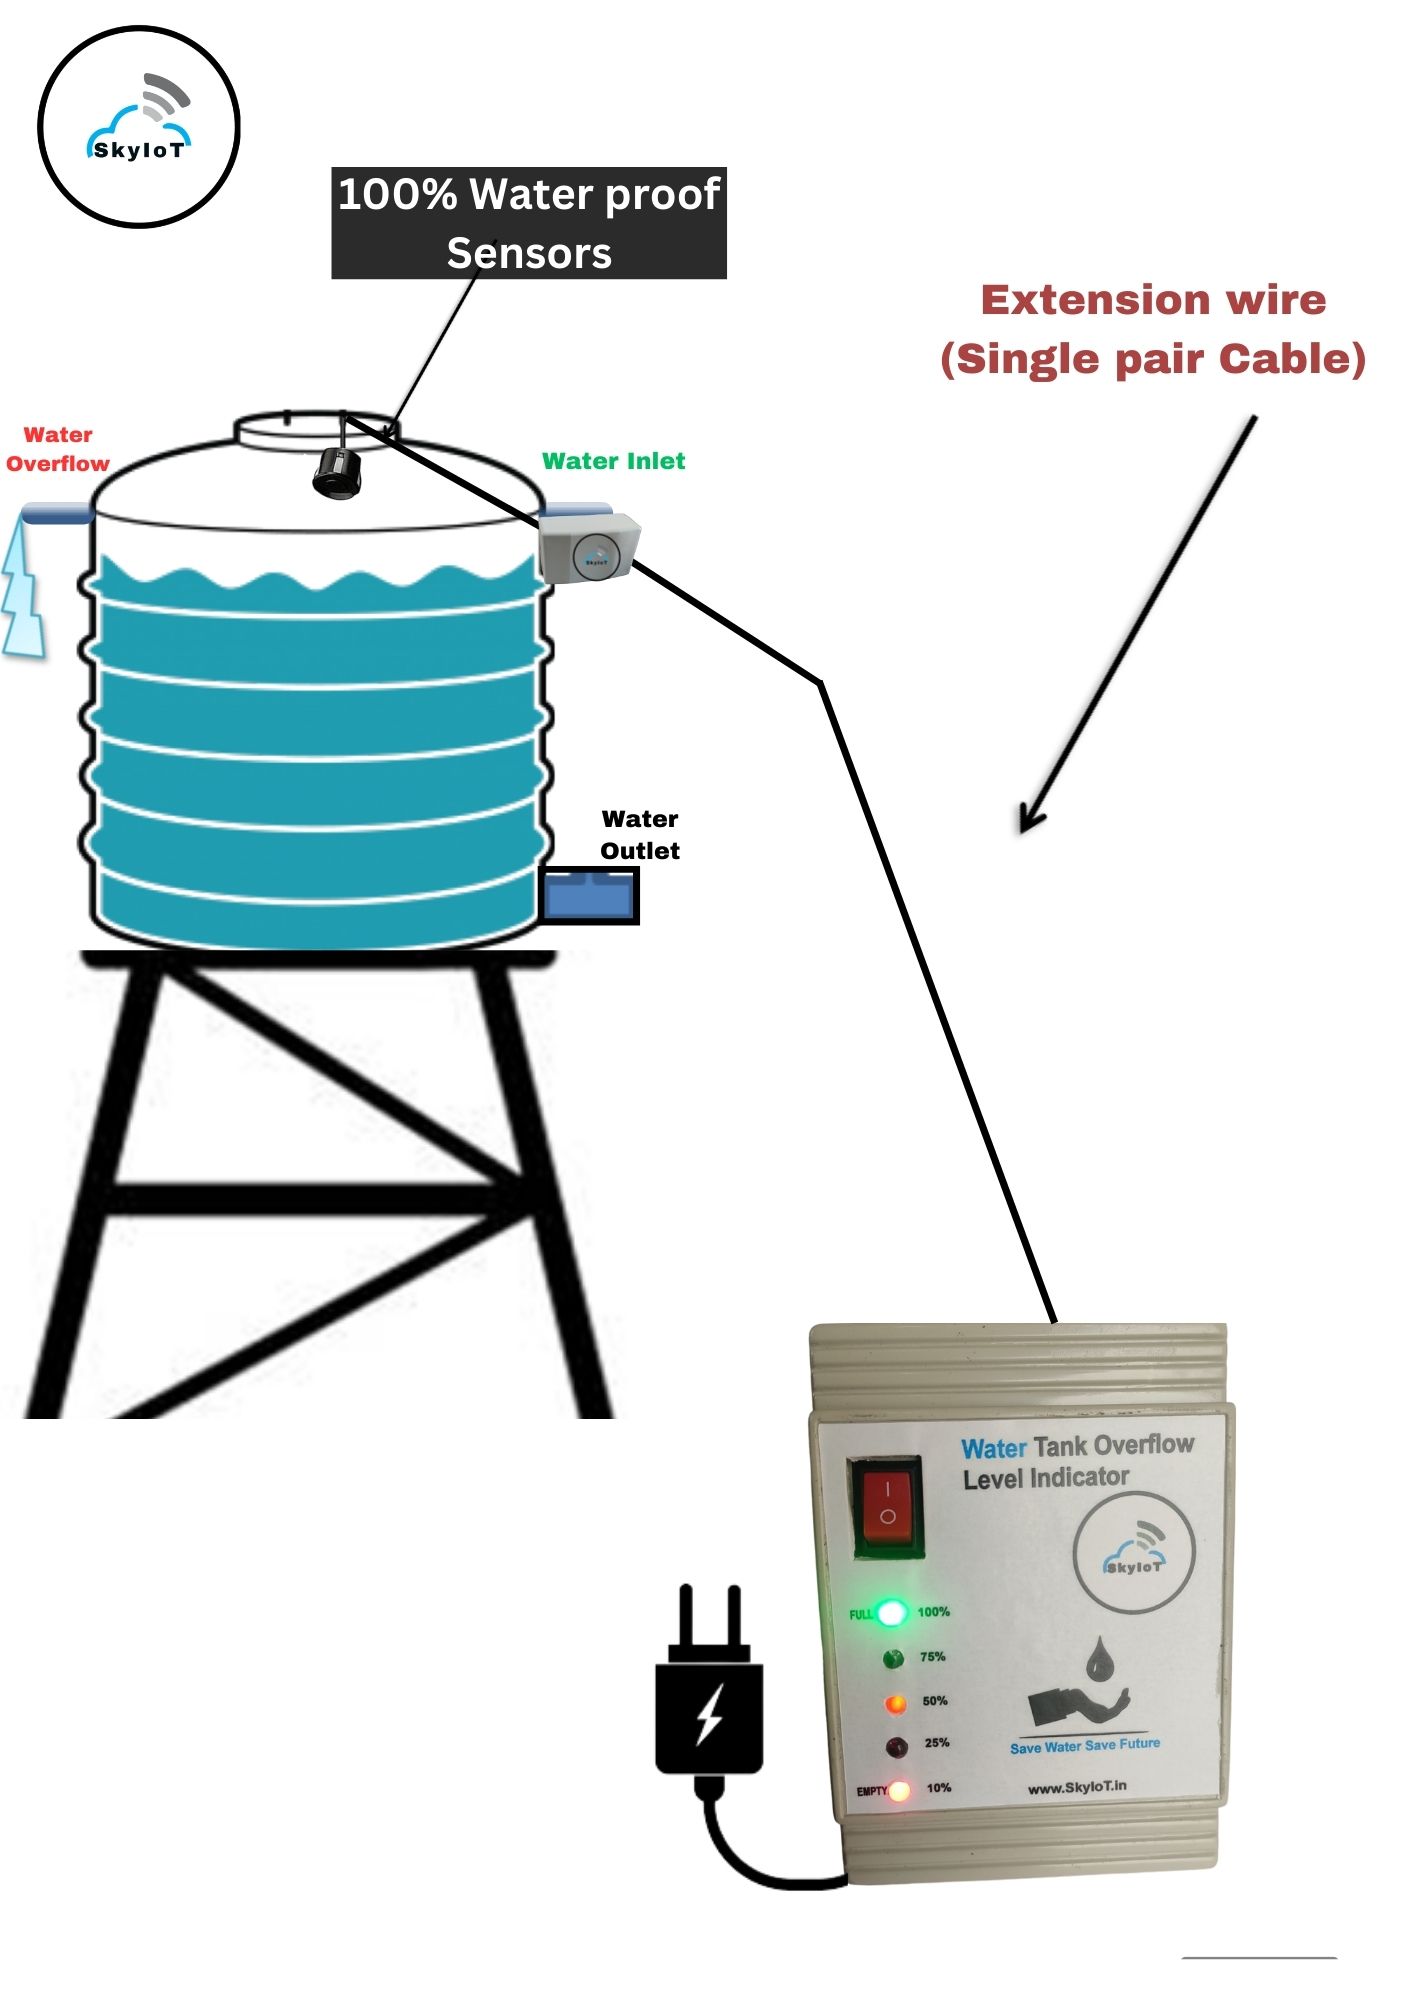 SkyIoT
100% Water proof
Sensors
Extension wire
(Single pair Cable)
Water
Overflow
Water Inlet
SkyIoT
Water
Outlet
Water Tank Overflow
Level Indicator
I
O
SkyIoT
FULL 100%
75%
50%
25%
EMPTY 10%
Save Water Save Future
www.SkyIoT.in